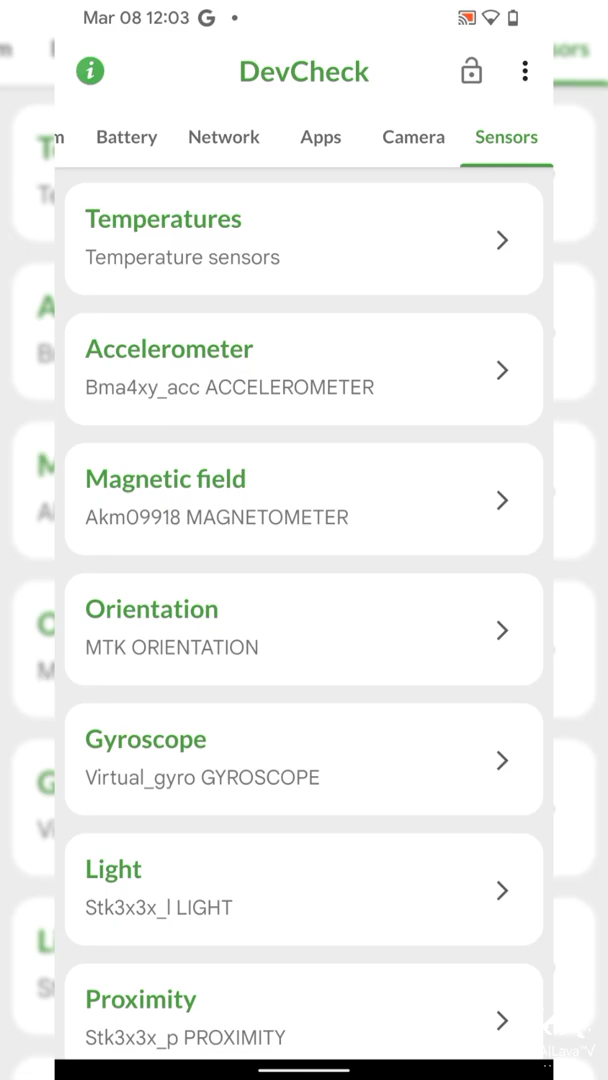 Mar 08 12:03 G
DevCheck
Battery Network Apps Camera Sensors
Temperatures
Temperature sensors
Accelerometer
Bma4xy_acc ACCELEROMETER
Magnetic field
Akm09918 MAGNETOMETER
Orientation
MTK ORIENTATION
Gyroscope
Virtual_gyro GYROSCOPE
Light
Stk3x3x_l LIGHT
Proximity
Stk3x3x_p PROXIMITY